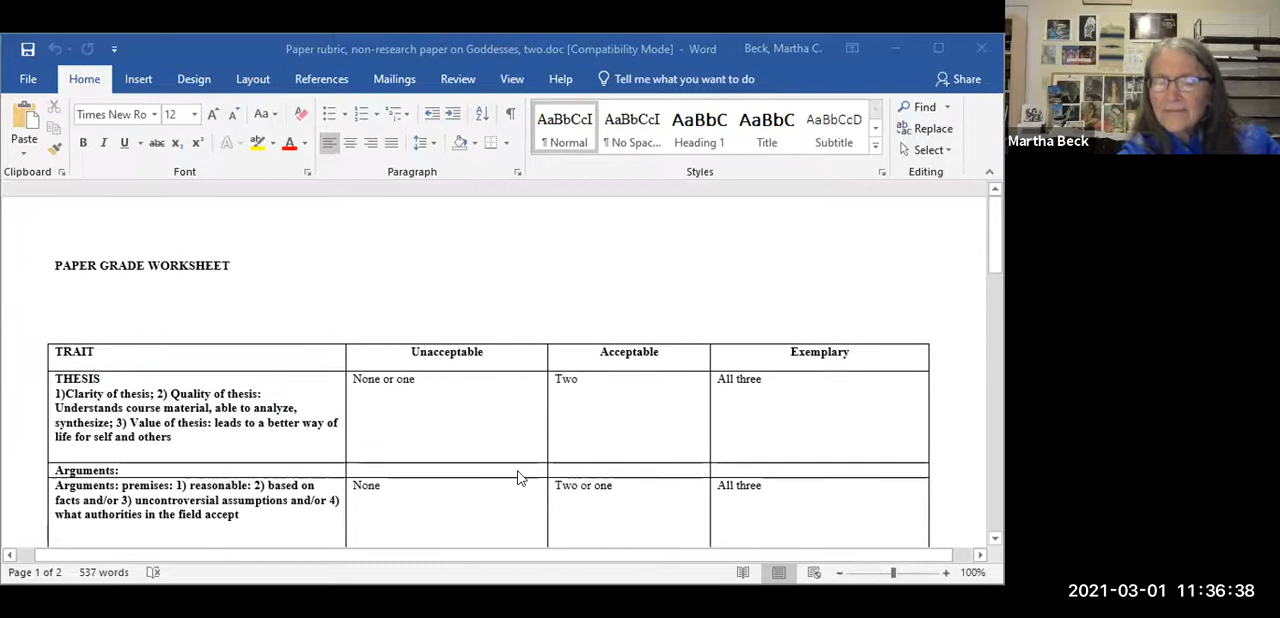 Paper rubric, non-research paper on Goddesses, two.doc [Compatibility Mode] - Word
Beck, Martha C.
File Home Insert Design Layout References Mailings Review View Help Tell me what you want to do Share
Times New Ro 12 Aa
Paste
AaBbCcI AaBbCcI AaBbC AaBbC AaBbCcD
¶ Normal ¶ No Spac... Heading 1 Title Subtitle
Find
Replace
Select
B I U abc x₂ x² A
Clipboard Font Paragraph Styles Editing
Martha Beck
PAPER GRADE WORKSHEET
TRAIT Unacceptable Acceptable Exemplary
THESIS
1)Clarity of thesis; 2) Quality of thesis:
Understands course material, able to analyze,
synthesize; 3) Value of thesis: leads to a better way of
life for self and others
None or one
Two
All three
Arguments:
Arguments: premises: 1) reasonable: 2) based on
facts and/or 3) uncontroversial assumptions and/or 4)
what authorities in the field accept
None
Two or one
All three
Page 1 of 2 537 words 100%
2021-03-01 11:36:38